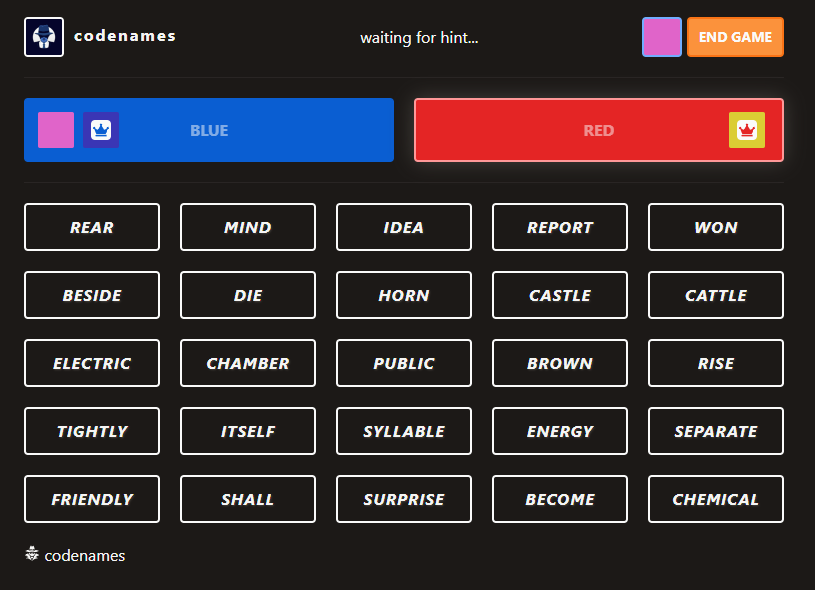 codenames waiting for hint... END GAME
BLUE RED
REAR MIND IDEA REPORT WON
BESIDE DIE HORN CASTLE CATTLE
ELECTRIC CHAMBER PUBLIC BROWN RISE
TIGHTLY ITSELF SYLLABLE ENERGY SEPARATE
FRIENDLY SHALL SURPRISE BECOME CHEMICAL
codenames